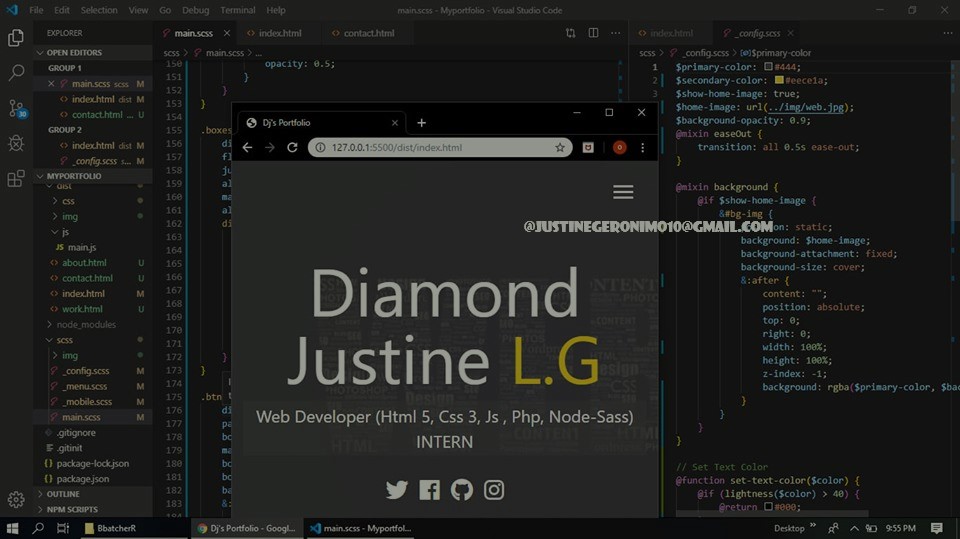 File Edit Selection View Go Debug Terminal Help
main.scss - Myportfolio - Visual Studio Code
EXPLORER
OPEN EDITORS
GROUP 1
main.scss scss M
index.html dist M
contact.html ... U
GROUP 2
index.html dist M
_config.scss ... M
MYPORTFOLIO
dist
css
img
js
main.js
about.html U
contact.html U
index.html M
work.html U
node_modules
scss
img
_config.scss M
_menu.scss M
_mobile.scss M
main.scss M
.gitignore
.gitinit
package-lock.json
package.json
OUTLINE
NPM SCRIPTS
30
main.scss
index.html
contact.html
scss > main.scss > ...
150 opacity: 0.5;
151 }
152 }
153 }
154
155 .boxes
156 di
157 fl
158 ju
159 al
160 ma
161 al
162 di
163
164
165
166
167
168
169
170
171
172 }
173 }
174
175 .btn
176 di
177 pa
178 bo
179 ma
180 bo
181 ba
182 &:
183
Dj's Portfolio
127.0.0.1:5500/dist/index.html
@JUSTINEGERONIMO10@GMAIL.COM
Diamond
Justine L.G
Web Developer (Html 5, Css 3, Js , Php, Node-Sass)
INTERN
index.html
_config.scss
scss > _config.scss > $primary-color
1 $primary-color: #444;
2 $secondary-color: #eece1a;
3 $show-home-image: true;
$home-image: url(../img/web.jpg);
$background-opacity: 0.9;
@mixin easeOut {
transition: all 0.5s ease-out;
}
@mixin background {
@if $show-home-image {
&#bg-img {
on: static;
background: $home-image;
background-attachment: fixed;
background-size: cover;
&:after {
content: "";
position: absolute;
top: 0;
right: 0;
width: 100%;
height: 100%;
z-index: -1;
background: rgba($primary-color, $ba
}
}
}
}
// Set Text Color
@function set-text-color($color) {
@if (lightness($color) > 40) {
@return #000;
BbatcherR
Dj's Portfolio - Googl...
main.scss - Myportfol...
Desktop
9:55 PM